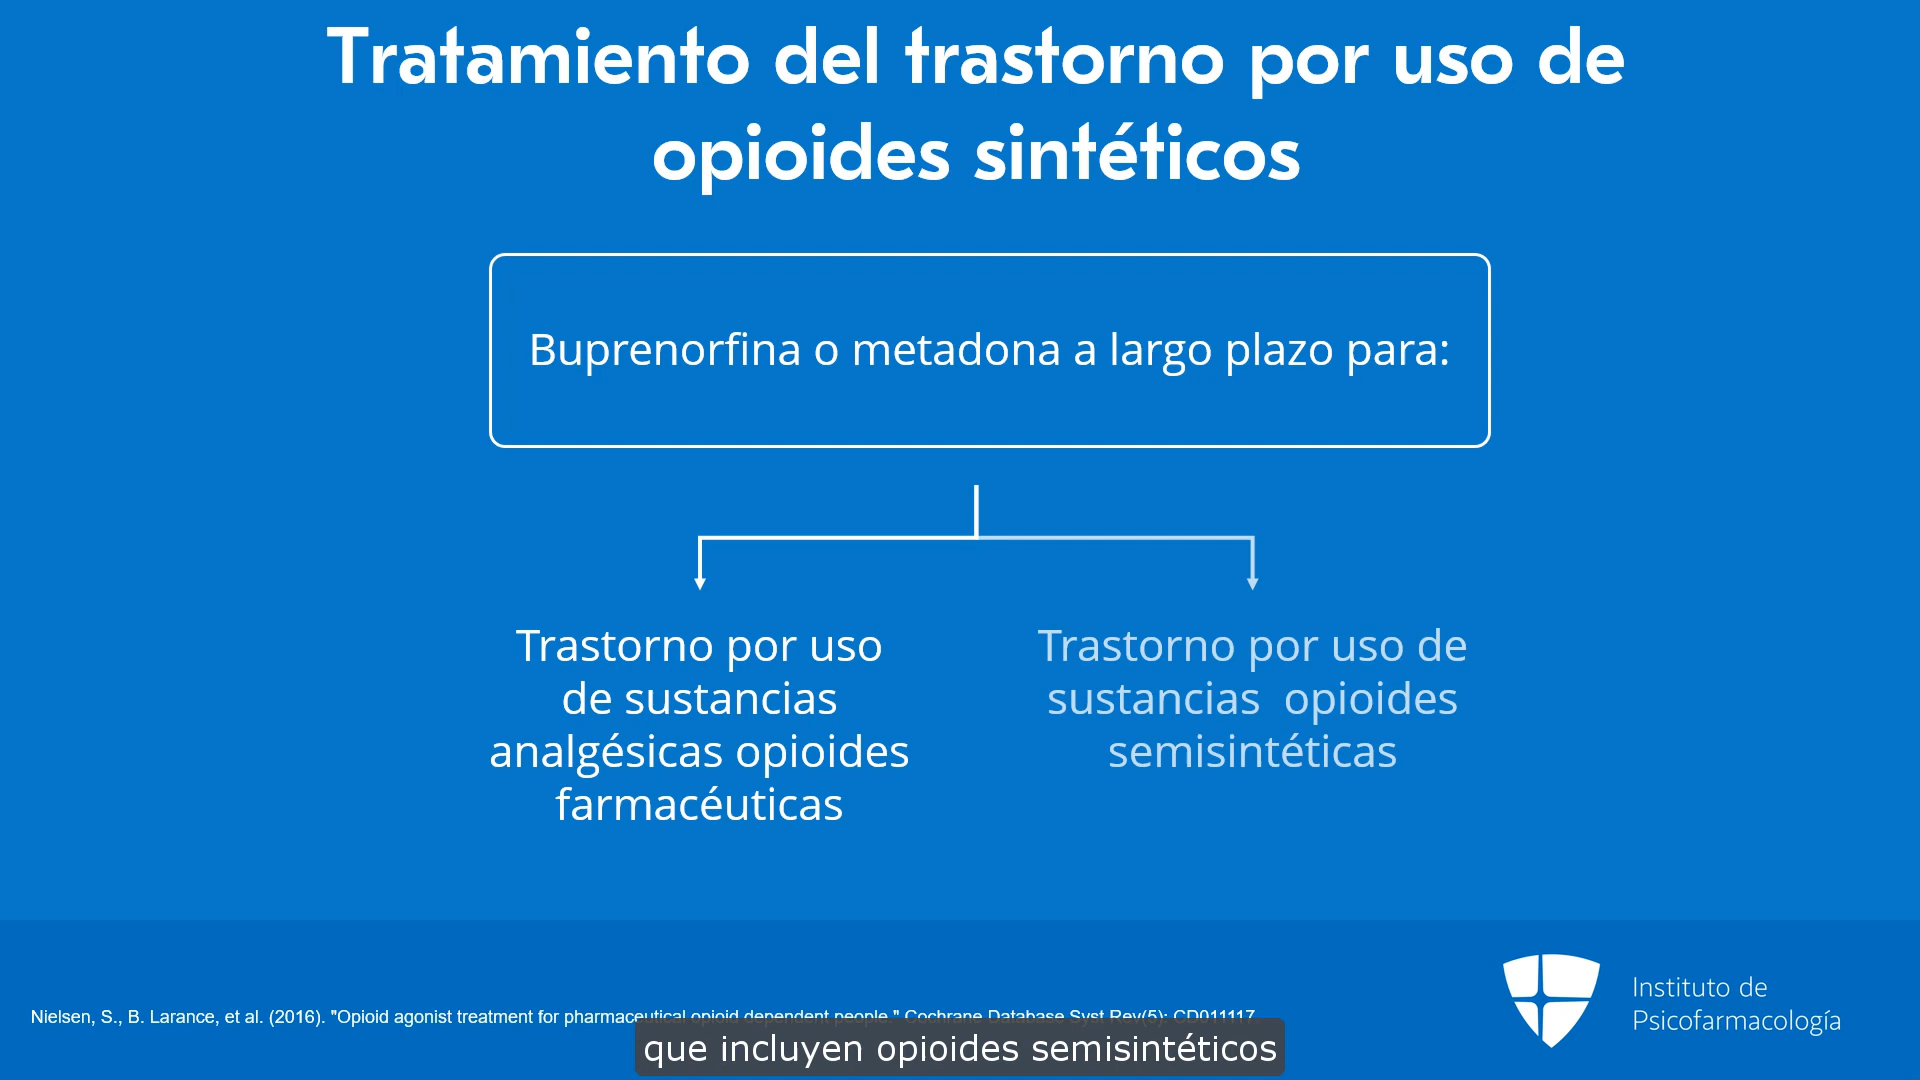 Tratamiento del trastorno por uso de
opioides sintéticos
Buprenorfina o metadona a largo plazo para:
Trastorno por uso
de sustancias
analgésicas opioides
farmacéuticas
Trastorno por uso de
sustancias opioides
semisintéticas
Nielsen, S., B. Larance, et al. (2016). "Opioid agonist treatment for pharmaceutical opioid dependent people." Cochrane Database Syst Rev(5): CD011117.
Instituto de
Psicofarmacología
que incluyen opioides semisintéticos